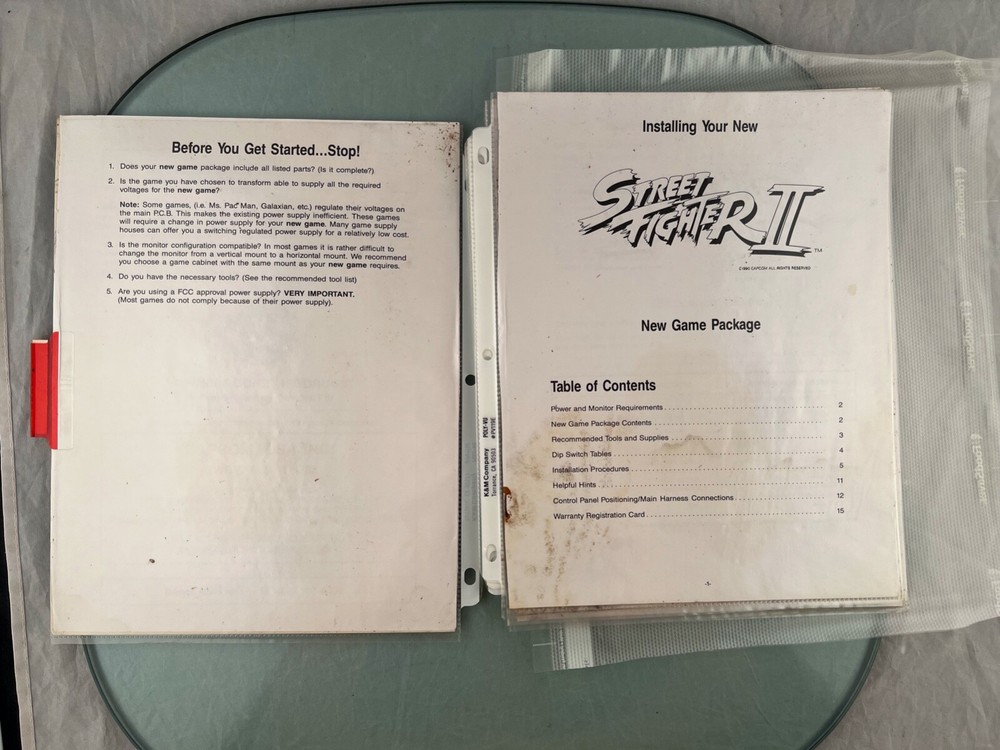 Before You Get Started...Stop!
1. Does your new game package include all listed parts? (Is it complete?)
2. Is the game you have chosen to transform able to supply all the required
voltages for the new game?
Note: Some games, (i.e. Ms. Pac Man, Galaxian, etc.) regulate their voltages on
the main P.C.B. This makes the existing power supply inefficient. These games
will require a change in power supply for your new game. Many game supply
houses can offer you a switching regulated power supply for a relatively low cost.
3. Is the monitor configuration compatible? In most games it is rather difficult to
change the monitor from a vertical mount to a horizontal mount. We recommend
you choose a game cabinet with the same mount as your new game requires.
4. Do you have the necessary tools? (See the recommended tool list)
5. Are you using a FCC approval power supply? VERY IMPORTANT.
(Most games do not comply because of their power supply).
K&M Company POLY-VU
Torrance, CA 90503
Installing Your New
STREET
FIGHTER II
TM
©1991 CAPCOM ALL RIGHTS RESERVED
New Game Package
Table of Contents
Power and Monitor Requirements 2
New Game Package Contents 2
Recommended Tools and Supplies 3
Dip Switch Tables 4
Installation Procedures 5
Helpful Hints 11
Control Panel Positioning/Main Harness Connections 12
Warranty Registration Card 15
-1-